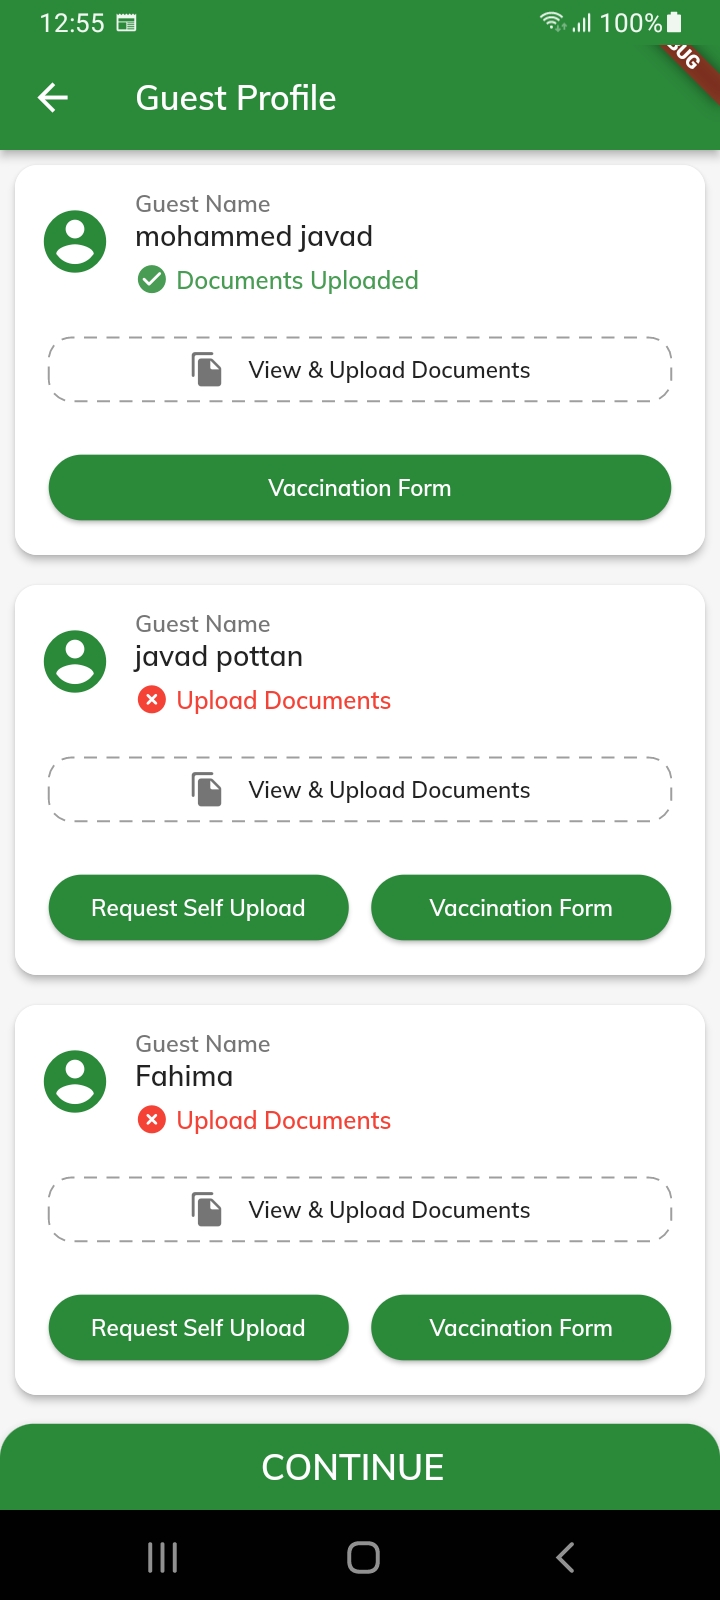 12:55 100%
Guest Profile
Guest Name
mohammed javad
Documents Uploaded
View & Upload Documents
Vaccination Form
Guest Name
javad pottan
Upload Documents
View & Upload Documents
Request Self Upload Vaccination Form
Guest Name
Fahima
Upload Documents
View & Upload Documents
Request Self Upload Vaccination Form
CONTINUE